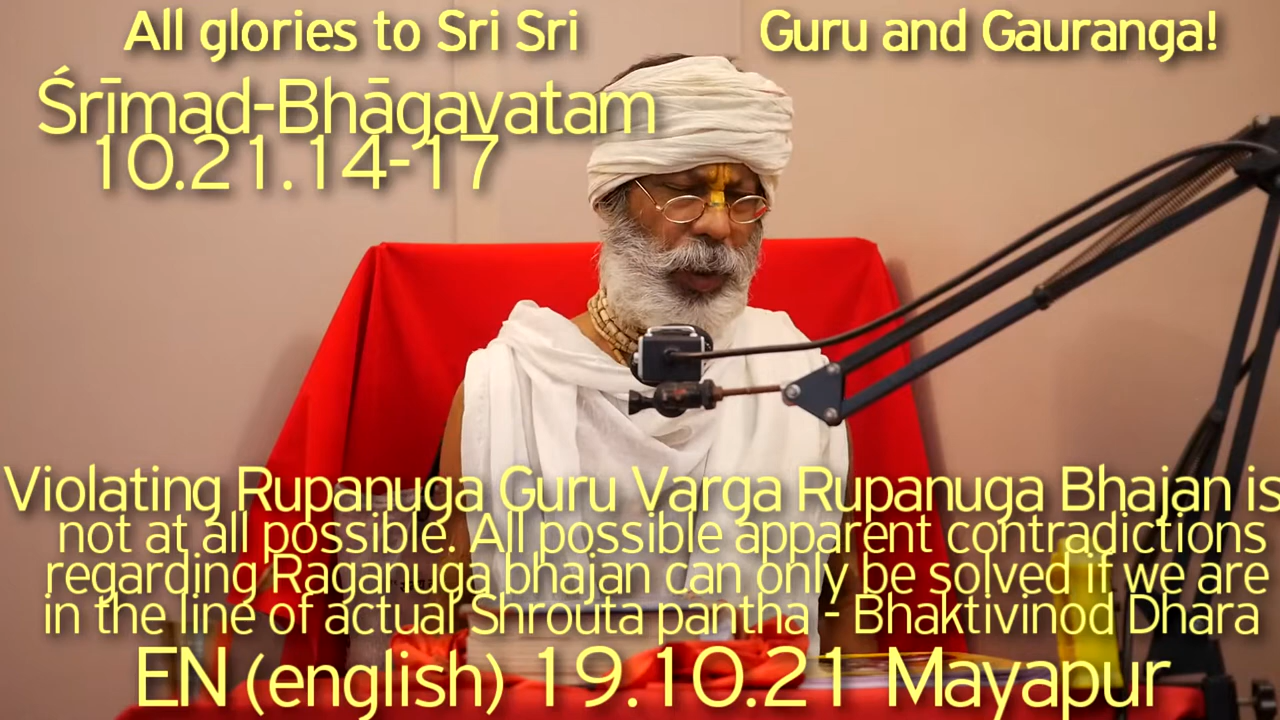 All glories to Sri Sri Guru and Gauranga!
Śrīmad-Bhāgavatam
10.21.14-17
Violating Rupanuga Guru Varga Rupanuga Bhajan is
not at all possible. All possible apparent contradictions
regarding Raganuga bhajan can only be solved if we are
in the line of actual Shrouta pantha - Bhaktivinod Dhara
EN (english) 19.10.21 Mayapur